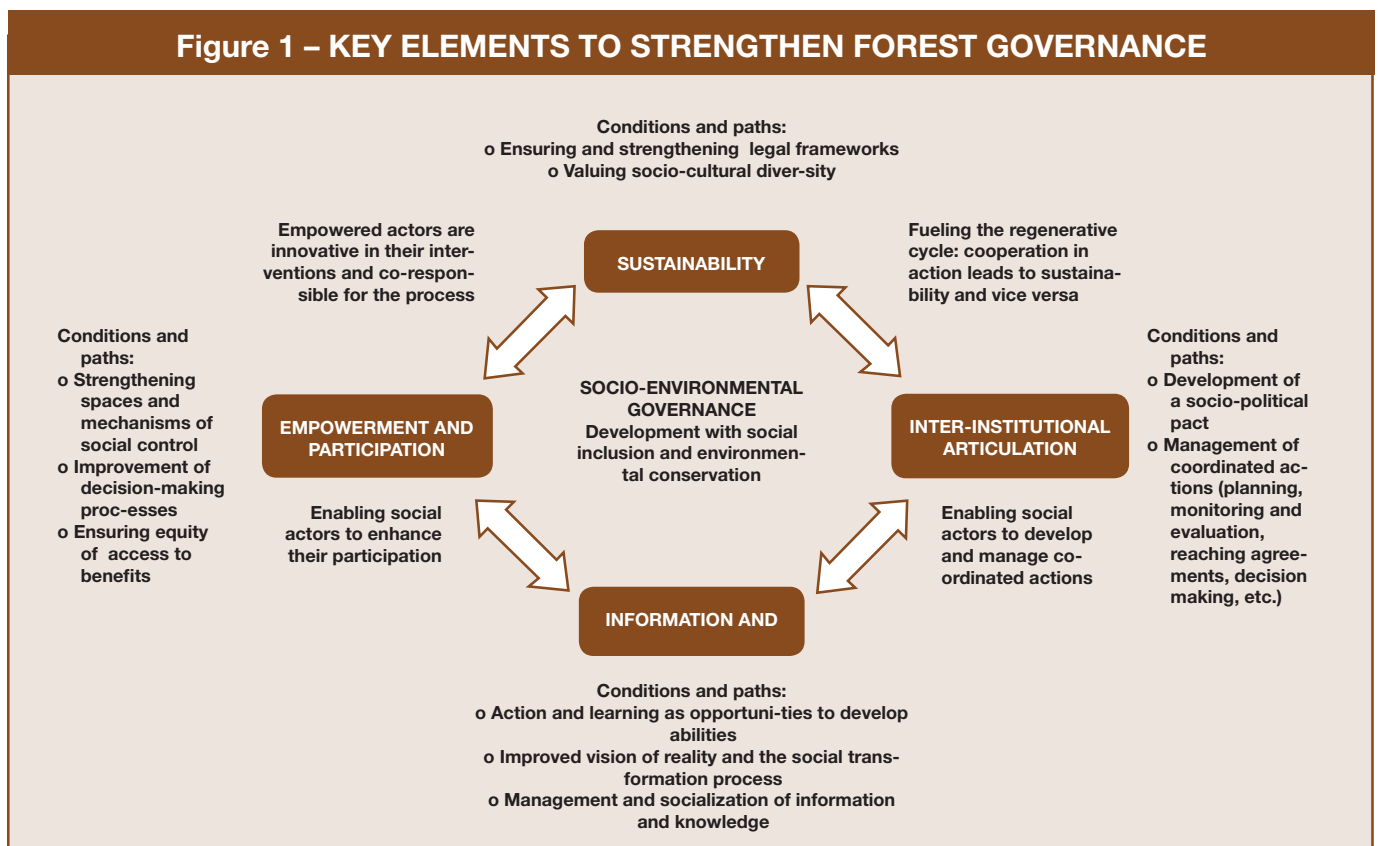 Figure 1 – KEY ELEMENTS TO STRENGTHEN FOREST GOVERNANCE
Conditions and paths:
o Ensuring and strengthening legal frameworks
o Valuing socio-cultural diver-sity
Empowered actors are
innovative in their inter-
ventions and co-respon-
sible for the process
SUSTAINABILITY
Fueling the regenerative
cycle: cooperation in
action leads to sustaina-
bility and vice versa
Conditions and
paths:
o Strengthening
spaces and
mechanisms of
social control
o Improvement of
decision-making
proc-esses
o Ensuring equity
of access to
benefits
EMPOWERMENT AND
PARTICIPATION
SOCIO-ENVIRONMENTAL
GOVERNANCE
Development with social
inclusion and environmen-
tal conservation
INTER-INSTITUTIONAL
ARTICULATION
Conditions and
paths:
o Development of
a socio-political
pact
o Management of
coordinated ac-
tions (planning,
monitoring and
evaluation,
reaching agree-
ments, decision
making, etc.)
Enabling social
actors to enhance
their participation
Enabling social
actors to develop
and manage co-
ordinated actions
INFORMATION AND
Conditions and paths:
o Action and learning as opportuni-ties to develop
abilities
o Improved vision of reality and the social trans-
formation process
o Management and socialization of information
and knowledge